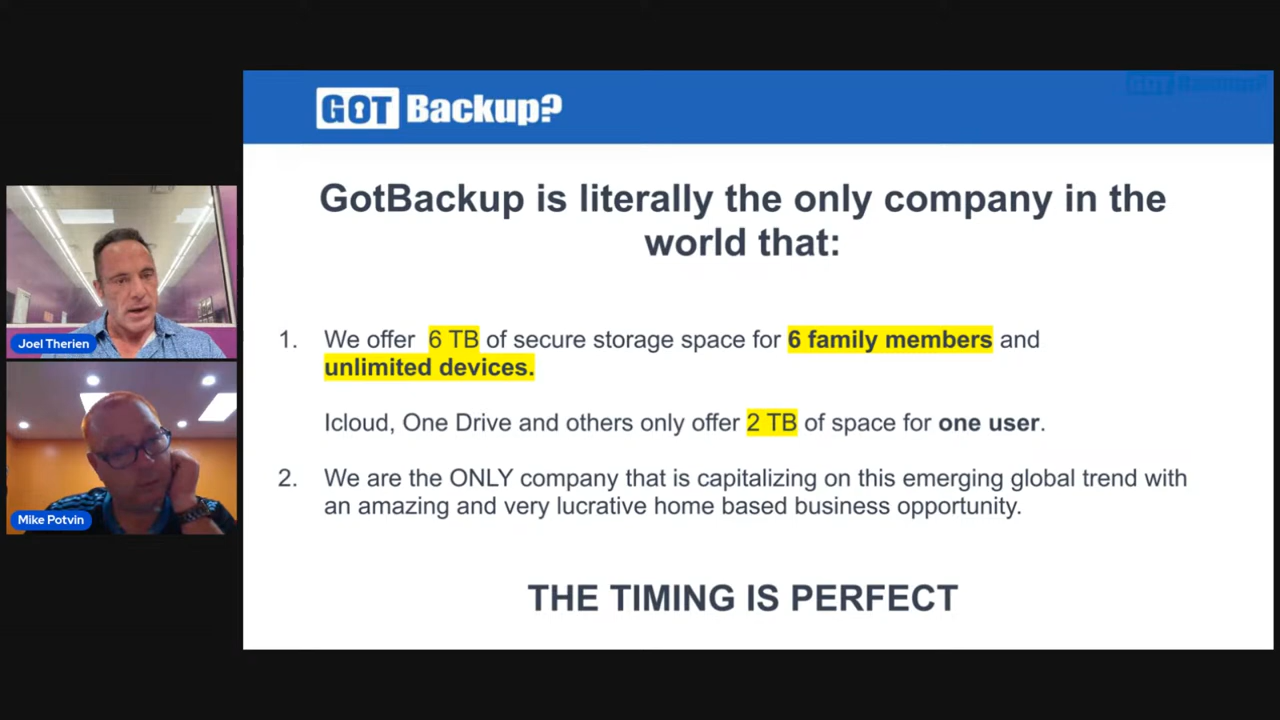 GOT Backup?
GOT Backup?
GotBackup is literally the only company in the
world that:
1. We offer 6 TB of secure storage space for 6 family members and
unlimited devices.
Icloud, One Drive and others only offer 2 TB of space for one user.
2. We are the ONLY company that is capitalizing on this emerging global trend with
an amazing and very lucrative home based business opportunity.
THE TIMING IS PERFECT
Joel Therien
Mike Potvin